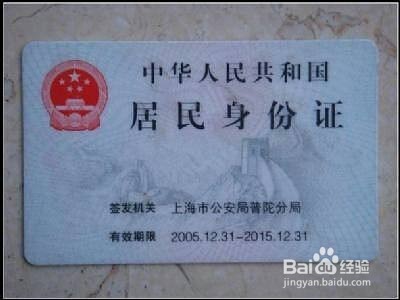 中华人民共和国
居民身份证
签发机关 上海市公安局普陀分局
有效期限 2005.12.31-2015.12.31
Baidu经验
jingyan.baidu.com